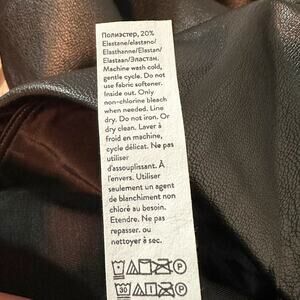 Полиэстер, 20%
Elastane/elastano/
Elasthanne/Elastan/
Elastaan/Эластан.
Machine wash cold,
gentle cycle. Do not
use fabric softener.
Inside out. Only
non-chlorine bleach
when needed. Line
dry. Do not iron. Or
dry clean. Laver à
froid en machine,
cycle délicat. Ne pas
utiliser
d'assouplissant. À
l'envers. Utiliser
seulement un agent
de blanchiment non
chloré au besoin.
Etendre. Ne pas
repasser. ou
nettoyer à sec.
P
30 P